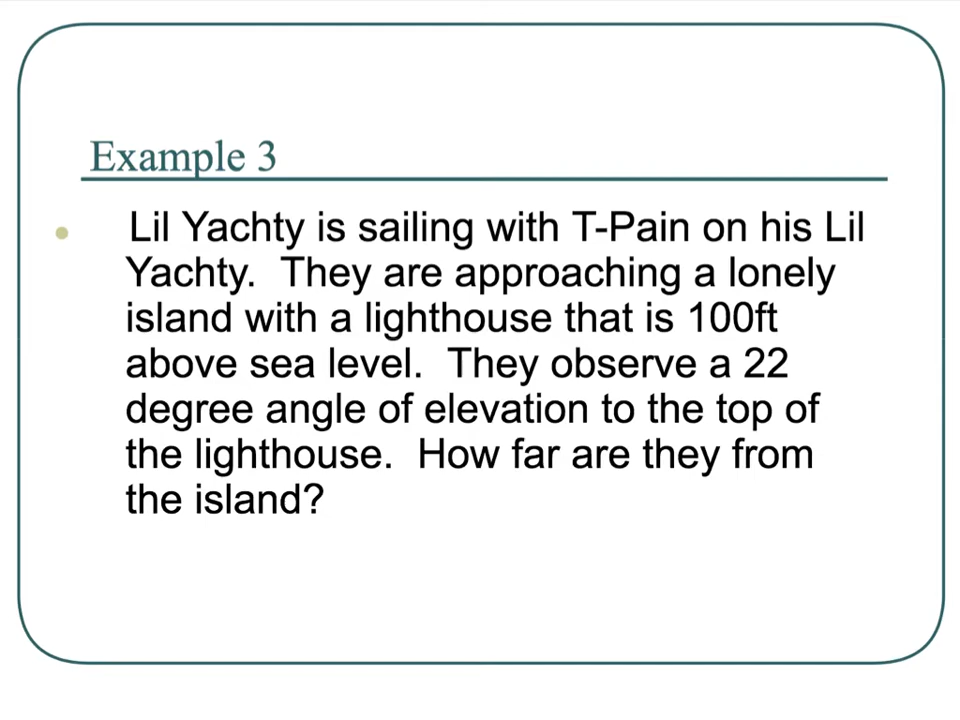 Example 3
Lil Yachty is sailing with T-Pain on his Lil
Yachty.  They are approaching a lonely
island with a lighthouse that is 100ft
above sea level.  They observe a 22
degree angle of elevation to the top of
the lighthouse.  How far are they from
the island?